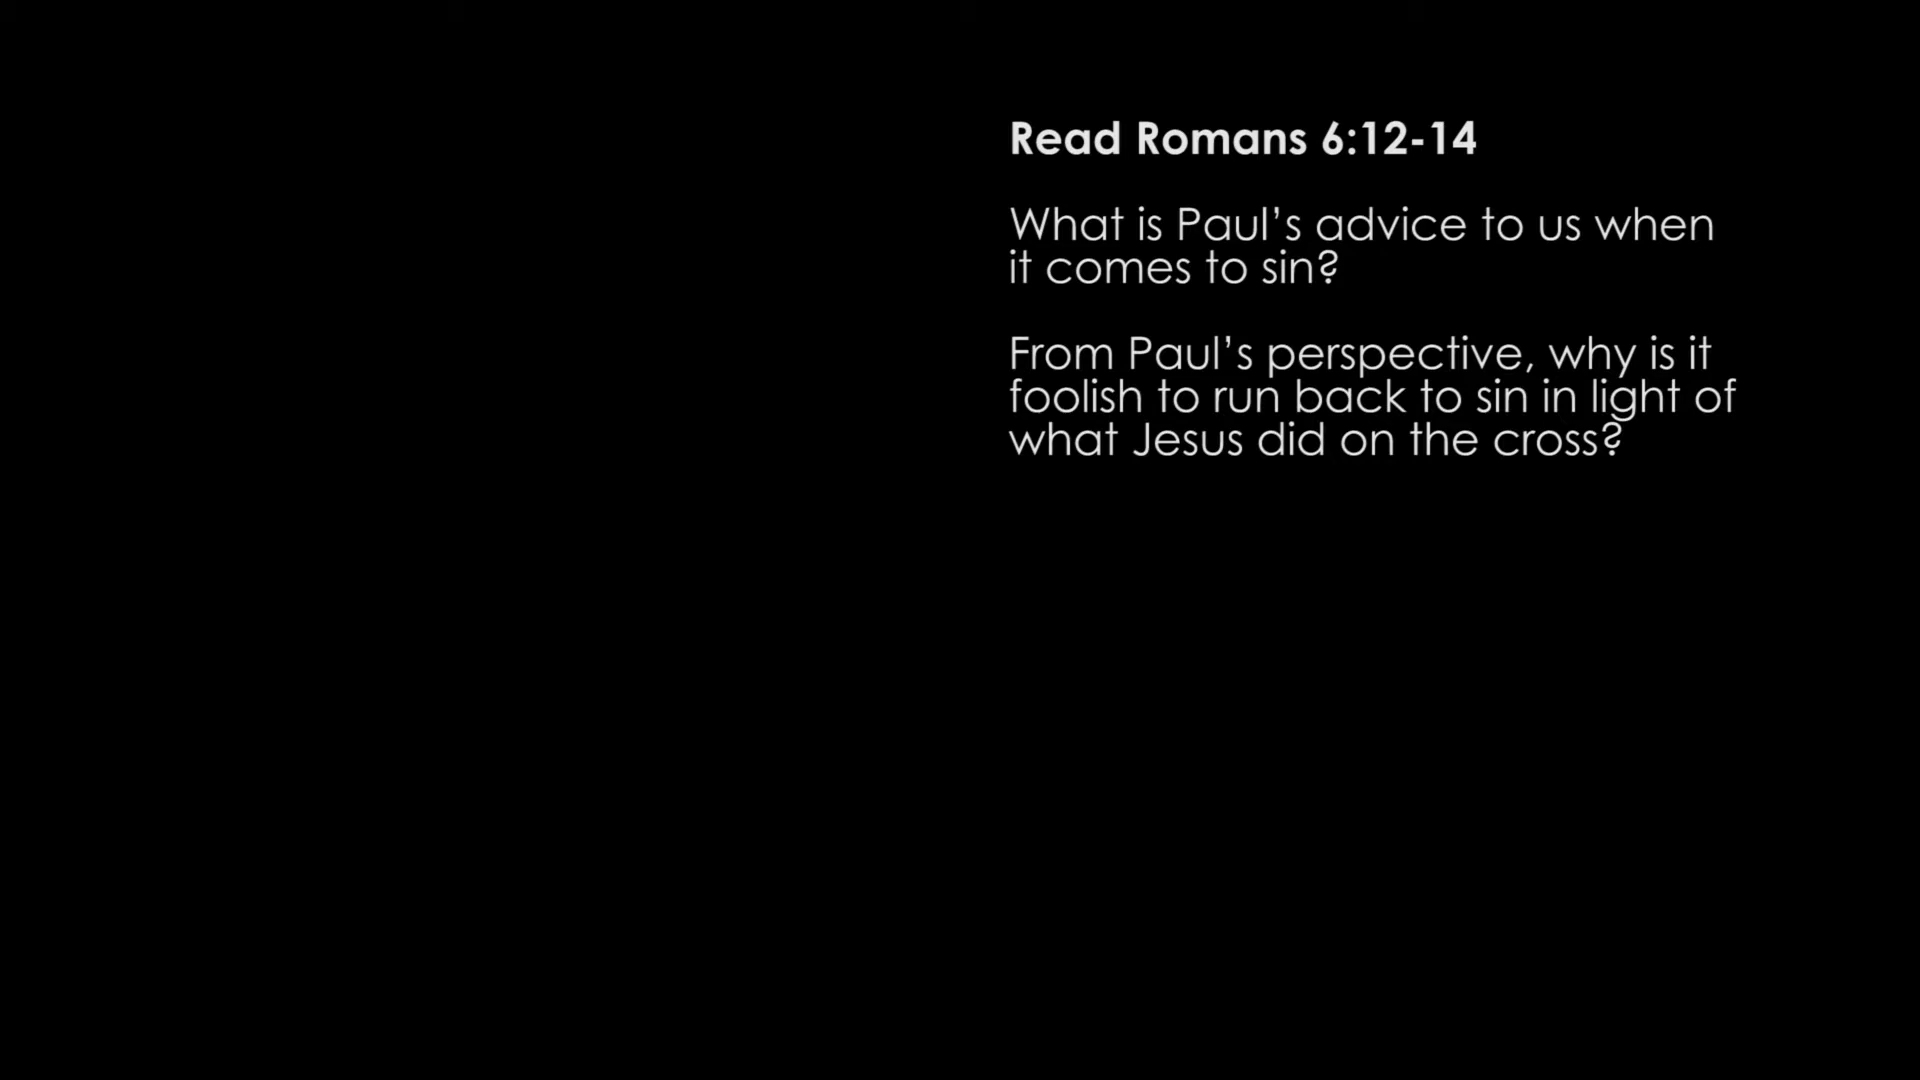 Read Romans 6:12-14
What is Paul’s advice to us when
it comes to sin?
From Paul’s perspective, why is it
foolish to run back to sin in light of
what Jesus did on the cross?